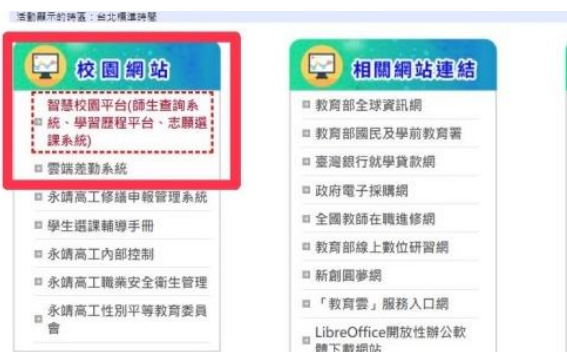 活動顯示的時區：台北標準時間
校園網站
智慧校園平台(師生查詢系
統、學習歷程平台、志願選
課系統)
雲端差勤系統
永靖高工修繕申報管理系統
學生選課輔導手冊
永靖高工內部控制
永靖高工職業安全衛生管理
永靖高工性別平等教育委員
會
相關網站連結
教育部全球資訊網
教育部國民及學前教育署
臺灣銀行就學貸款網
政府電子採購網
全國教師在職進修網
教育部線上數位研習網
新創圓夢網
「教育雲」服務入口網
LibreOffice開放性辦公軟
體下載網站